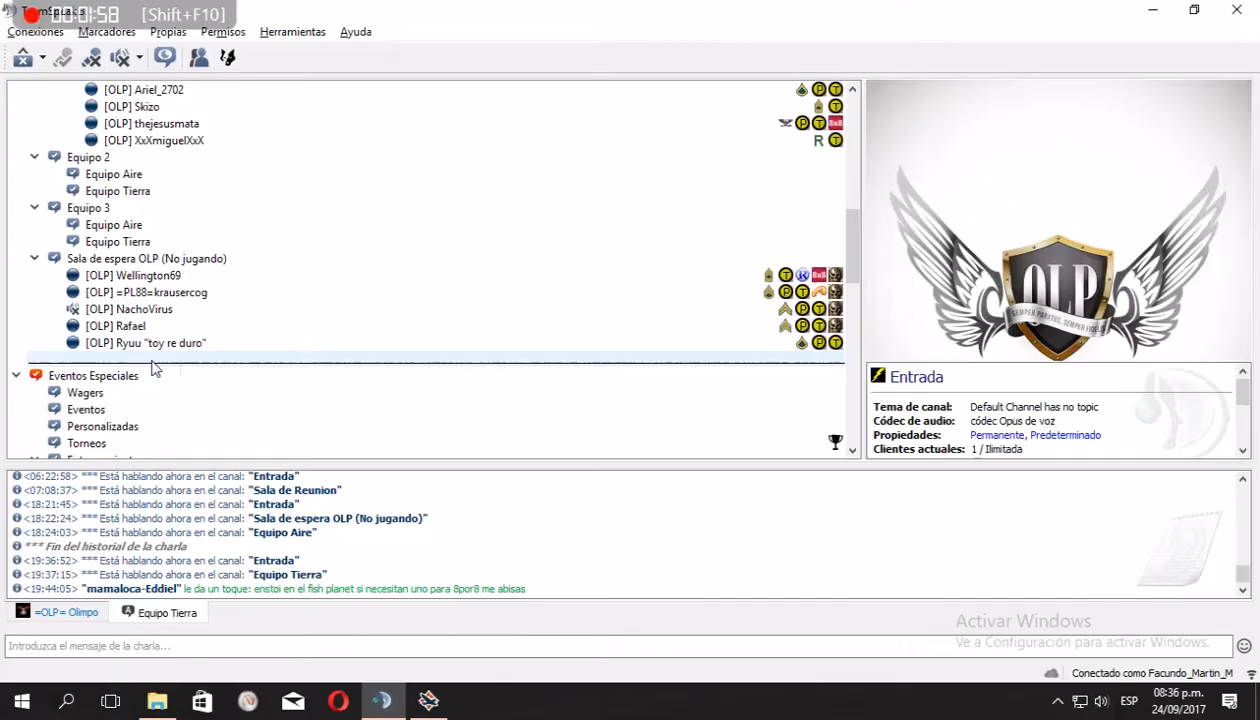 TeamSpeak
00:01:58 [Shift+F10]
Conexiones Marcadores Propias Permisos Herramientas Ayuda
[OLP] Ariel_2702
[OLP] Skizo
[OLP] thejesusmata
[OLP] XxXmiguelXxX
Equipo 2
Equipo Aire
Equipo Tierra
Equipo 3
Equipo Aire
Equipo Tierra
Sala de espera OLP (No jugando)
[OLP] Wellington69
[OLP] =PL88=krausercog
[OLP] NachoVirus
[OLP] Rafael
[OLP] Ryuu "toy re duro"
Eventos Especiales
Wagers
Eventos
Personalizadas
Torneos
OLP
SEMPER PARATUS, SEMPER FIDELIS
Entrada
Tema de canal: Default Channel has no topic
Códec de audio: códec Opus de voz
Propiedades: Permanente, Predeterminado
Clientes actuales: 1 / Ilimitada
<06:22:58> *** Está hablando ahora en el canal: "Entrada"
<07:08:37> *** Está hablando ahora en el canal: "Sala de Reunion"
<18:21:45> *** Está hablando ahora en el canal: "Entrada"
<18:22:24> *** Está hablando ahora en el canal: "Sala de espera OLP (No jugando)"
<18:24:03> *** Está hablando ahora en el canal: "Equipo Aire"
*** Fin del historial de la charla
<19:36:52> *** Está hablando ahora en el canal: "Entrada"
<19:37:15> *** Está hablando ahora en el canal: "Equipo Tierra"
<19:44:05> "mamaloca-Eddiel" le da un toque: enstoi en el fish planet si necesitan uno para 8por8 me abisas
=OLP= Olimpo Equipo Tierra
Activar Windows
Ve a Configuración para activar Windows.
Introduzca el mensaje de la charla...
Conectado como Facundo_Martin_M
ESP
08:36 p.m.
24/09/2017